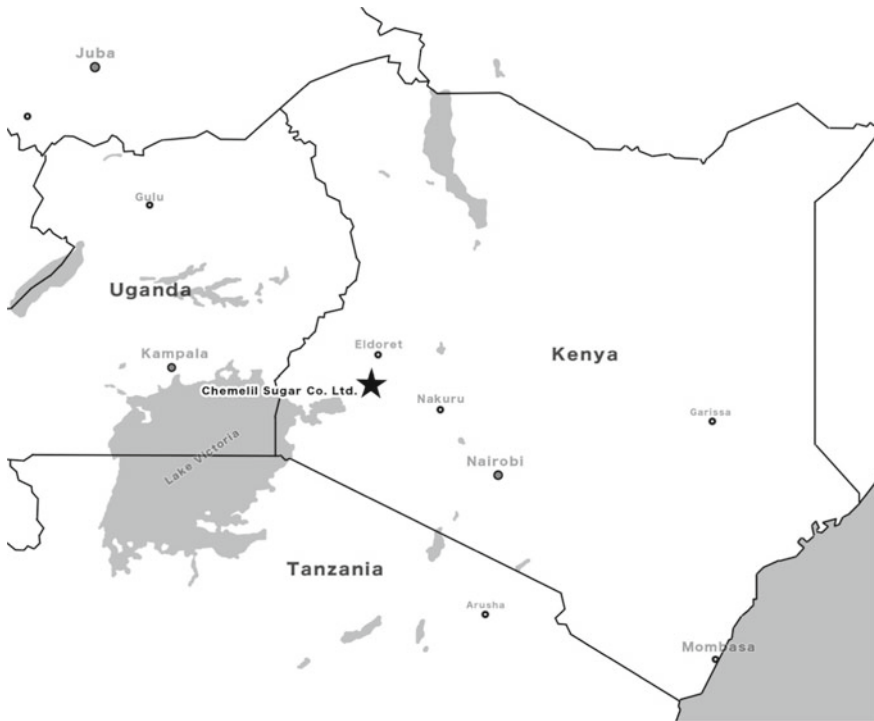 Juba
Gulu
Uganda
Kampala
Eldoret
Kenya
Chemelil Sugar Co. Ltd.
Nakuru
Garissa
Lake Victoria
Nairobi
Tanzania
Arusha
Mombasa